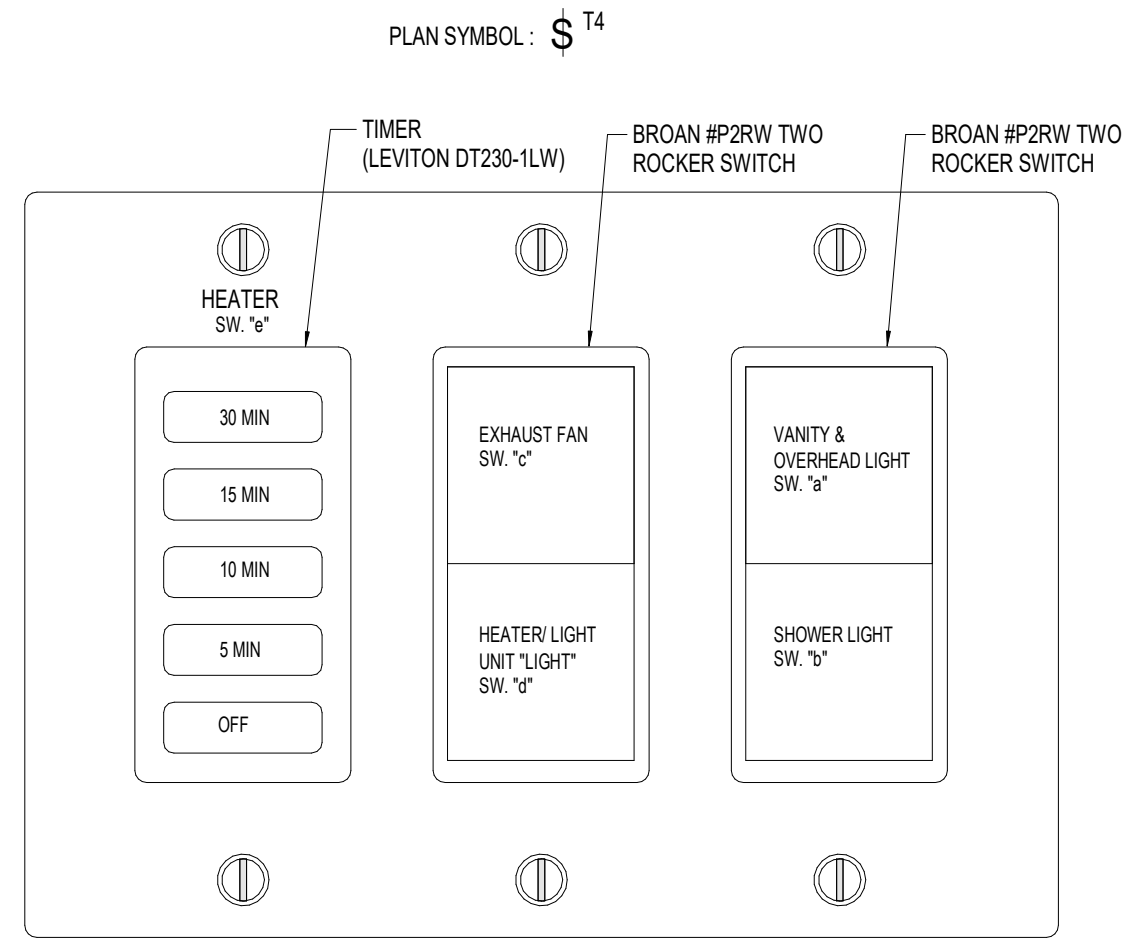 PLAN SYMBOL : $ T4
TIMER
(LEVITON DT230-1LW)
BROAN #P2RW TWO
ROCKER SWITCH
BROAN #P2RW TWO
ROCKER SWITCH
HEATER
SW. "e"
30 MIN
15 MIN
10 MIN
5 MIN
OFF
EXHAUST FAN
SW. "c"
HEATER/ LIGHT
UNIT "LIGHT"
SW. "d"
VANITY &
OVERHEAD LIGHT
SW. "a"
SHOWER LIGHT
SW. "b"